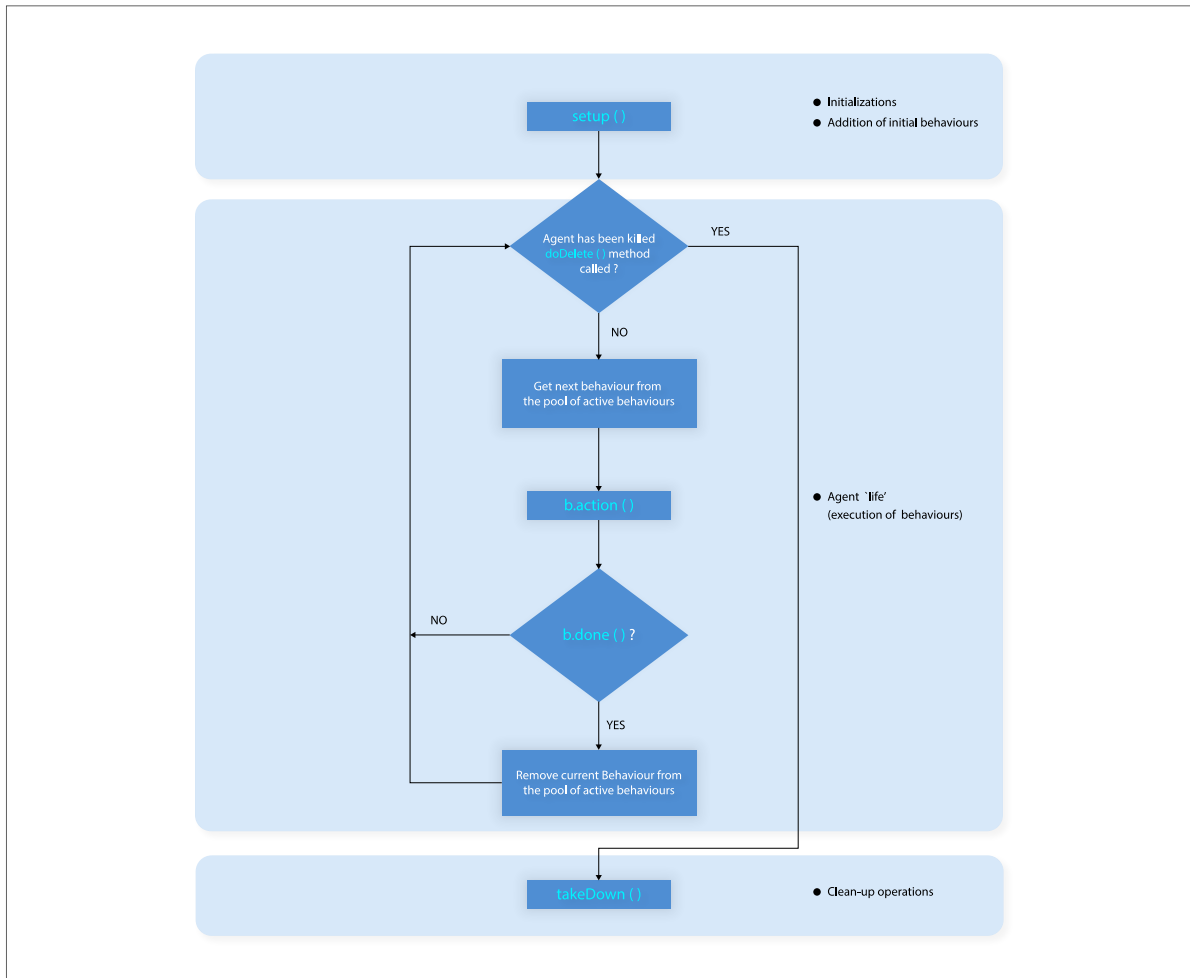 setup ( )
● Initializations
● Addition of initial behaviours
Agent has been killed
doDelete ( ) method
called ?
YES
NO
Get next behaviour from
the pool of active behaviours
b.action ( )
● Agent `life’
(execution of behaviours)
b.done ( ) ?
NO
YES
Remove current Behaviour from
the pool of active behaviours
takeDown ( )
● Clean-up operations